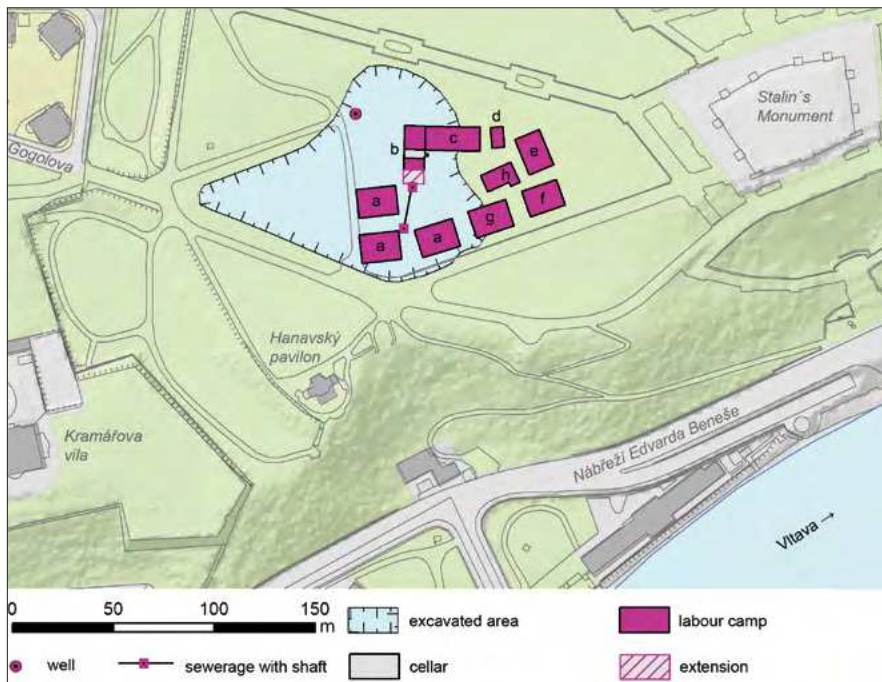 Stalin´s
Monument
Gogolova
d
c
b
e
h
a
f
g
a
a
Hanavský
pavilon
Kramářova
vila
Nábřeží Edvarda Beneše
Vltava →
0 50 100 150
m
excavated area
labour camp
well
sewerage with shaft
cellar
extension